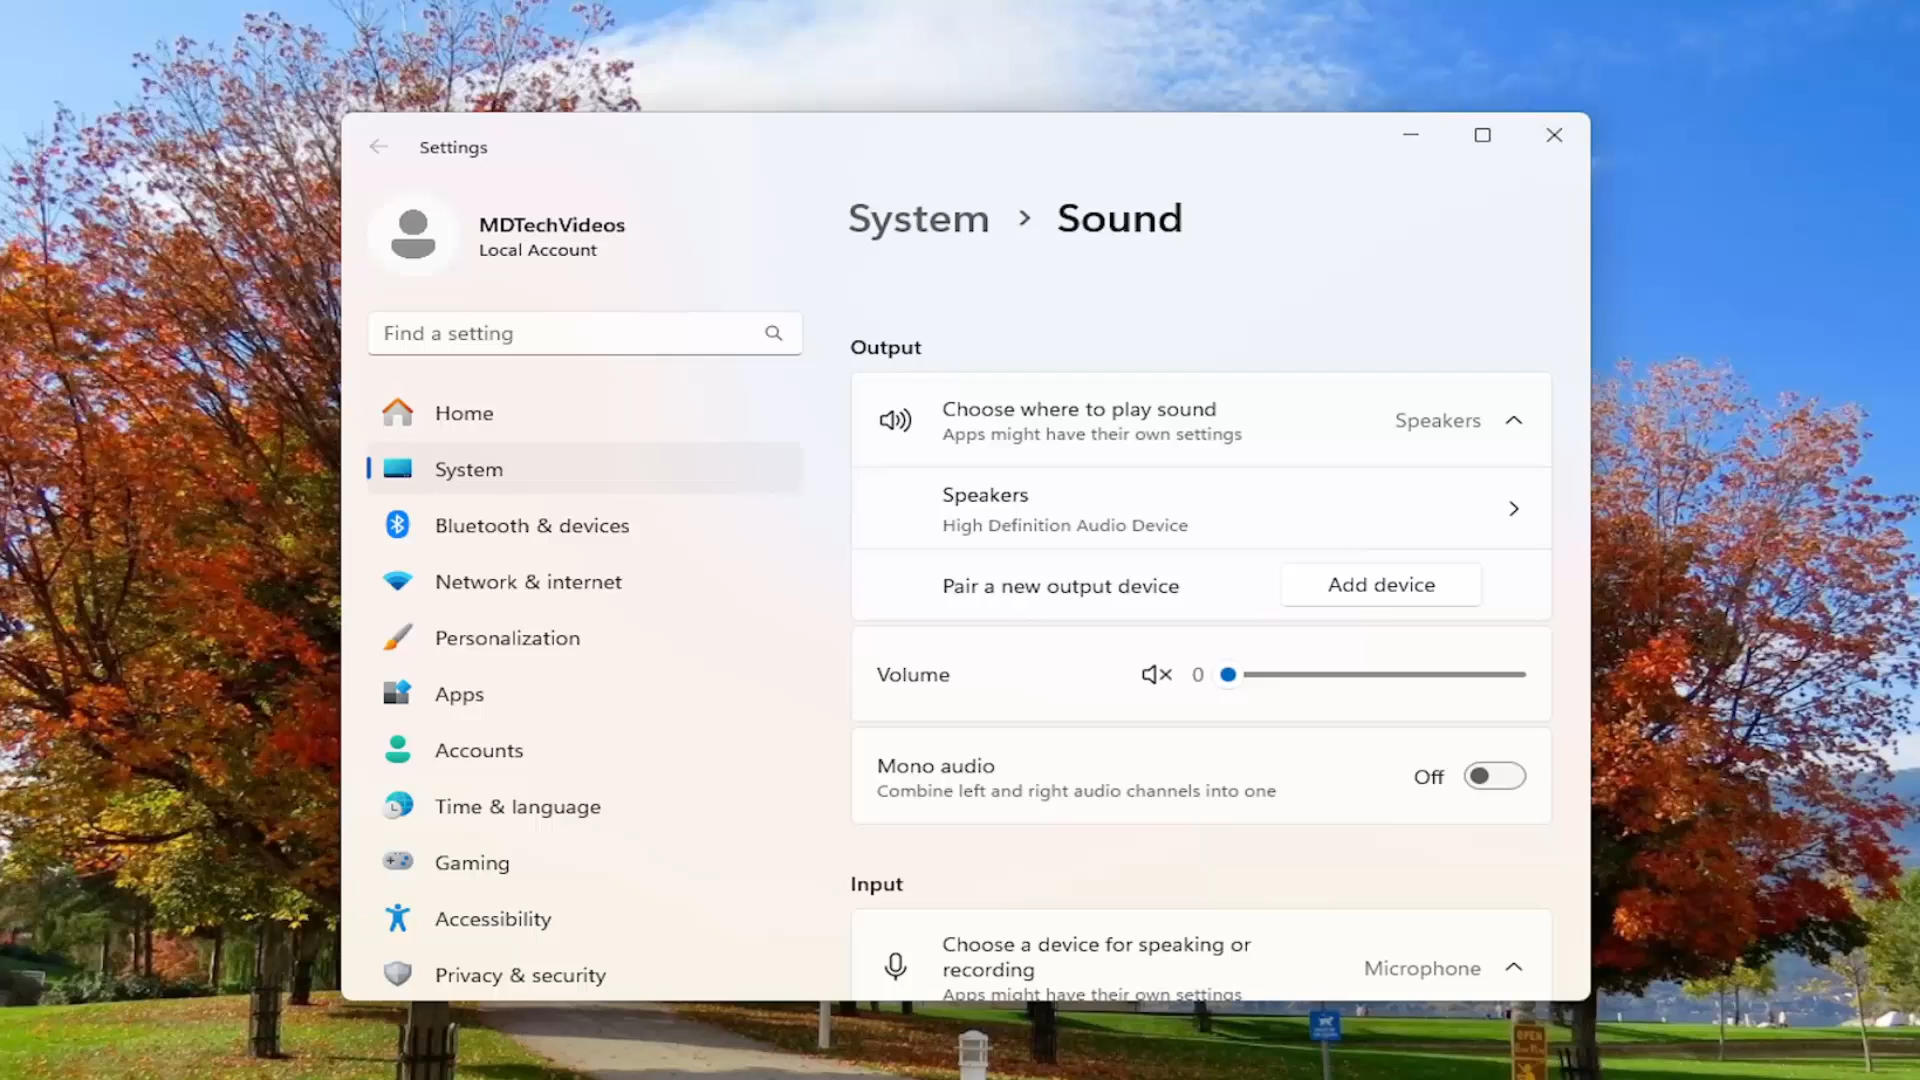 Settings
MDTechVideos
Local Account
Find a setting
Home
System
Bluetooth & devices
Network & internet
Personalization
Apps
Accounts
Time & language
Gaming
Accessibility
Privacy & security
System > Sound
Output
Choose where to play sound
Apps might have their own settings
Speakers
Speakers
High Definition Audio Device
Pair a new output device
Add device
Volume
0
Mono audio
Combine left and right audio channels into one
Off
Input
Choose a device for speaking or
recording
Apps might have their own settings
Microphone
OPEN